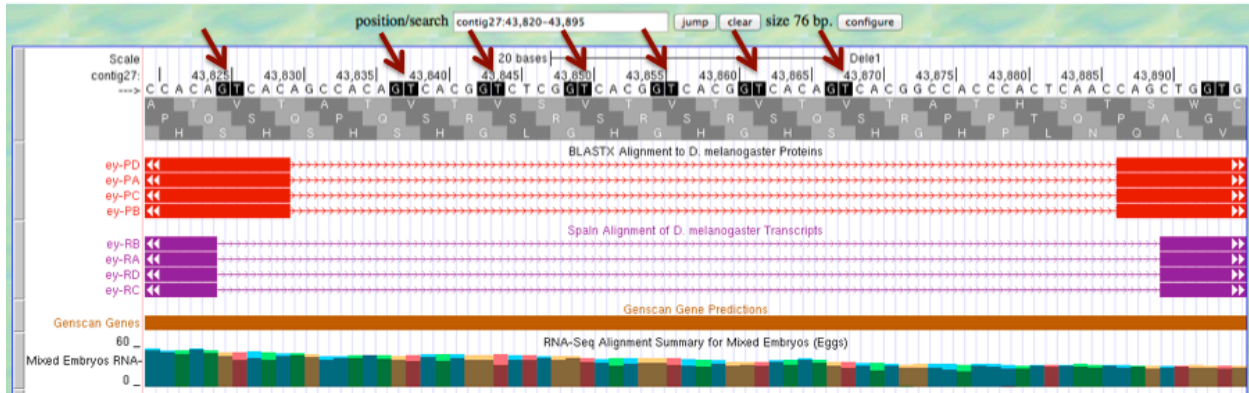 position/search contig27:43,820-43,895 jump clear size 76 bp. configure
Scale 20 bases Dele1
contig27: 43,825 43,830 43,835 43,840 43,845 43,850 43,855 43,860 43,865 43,870 43,875 43,880 43,885 43,890
---> C C A C A G T C A C A G C C A C A G T C A C G G T C T C G G T C A C G G T C A C G G T C A C A G T C A C G G C C A C C C A C T C A A C C A G C T G G T G
A T V T A T V T V S V T V T V T V T A T H S T S W C
P Q S Q P Q S R S R S R S R S Q S R P P T Q P A G
H S H S H S H G L G H G H G H S H G H P L N Q L V
BLASTX Alignment to D. melanogaster Proteins
ey-PD
ey-PA
ey-PC
ey-PB
Spaln Alignment of D. melanogaster Transcripts
ey-RB
ey-RA
ey-RD
ey-RC
Genscan Gene Predictions
Genscan Genes
RNA-Seq Alignment Summary for Mixed Embryos (Eggs)
60 _
Mixed Embryos RNA-
0 _